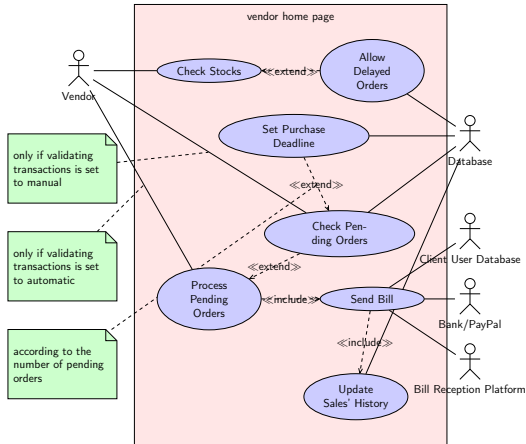 vendor home page
Check Stocks
≪extend≫
Allow
Delayed
Orders
Vendor
Set Purchase
Deadline
Database
only if validating
transactions is set
to manual
≪extend≫
Check Pen-
ding Orders
only if validating
transactions is set
to automatic
≪extend≫
Client User Database
Process
Pending
Orders
≪include≫
Send Bill
Bank/PayPal
≪include≫
according to the
number of pending
orders
Update
Sales' History
Bill Reception Platform